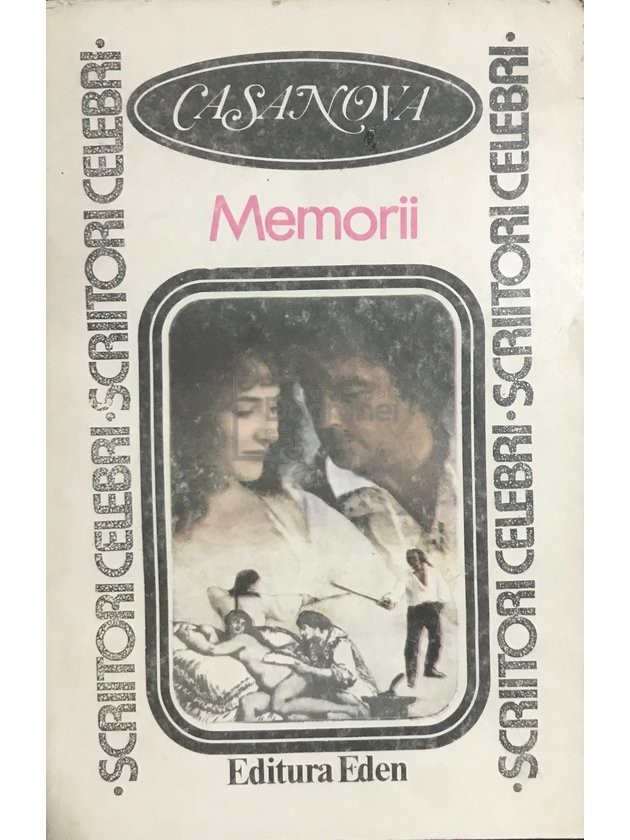 CASANOVA
Memorii
·SCRIITORI CELEBRI·SCRIITORI CELEBRI·
·SCRIITORI CELEBRI·SCRIITORI CELEBRI·
Editura Eden